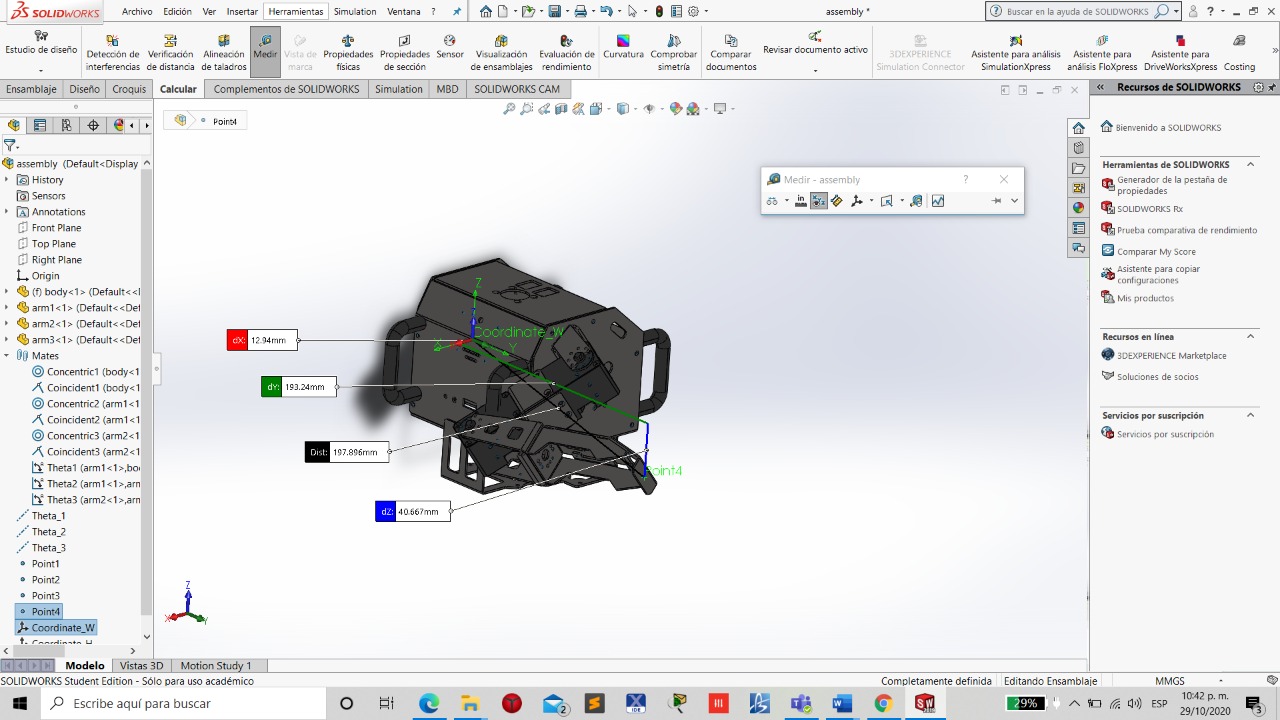 SOLIDWORKS
Archivo Edición Ver Insertar Herramientas Simulation Ventana ?
assembly *
Buscar en la ayuda de SOLIDWORKS
?
Estudio de diseño
Detección de interferencias
Verificación de distancia
Alineación de taladros
Medir
Vista de marca
Propiedades físicas
Propiedades de sección
Sensor
Visualización de ensamblajes
Evaluación de rendimiento
Curvatura
Comprobar simetría
Comparar documentos
Revisar documento activo
3DEXPERIENCE Simulation Connector
Asistente para análisis SimulationXpress
Asistente para análisis FloXpress
Asistente para DriveWorksXpress
Costing
Ensamblaje Diseño Croquis Calcular Complementos de SOLIDWORKS Simulation MBD SOLIDWORKS CAM
assembly (Default<Display
History
Sensors
Annotations
Front Plane
Top Plane
Right Plane
Origin
(f) body<1> (Default<<Def
arm1<1> (Default<<Def
arm2<1> (Default<<Def
arm3<1> (Default<<Def
Mates
Concentric1 (body<1
Coincident1 (body<1
Concentric2 (arm1<1
Coincident2 (arm1<1
Concentric3 (arm2<1
Coincident3 (arm2<1
Theta1 (arm1<1>,bo
Theta2 (arm1<1>,arm
Theta3 (arm2<1>,arm
Theta_1
Theta_2
Theta_3
Point1
Point2
Point3
Point4
Coordinate_W
Coordinate_H
Point4
dX: 12.94mm
dY: 193.24mm
Dist: 197.896mm
dZ: 40.667mm
Z
Coordinate_W
X
Y
Point4
Z
X
Y
Medir - assembly
?
in
Recursos de SOLIDWORKS
Bienvenido a SOLIDWORKS
Herramientas de SOLIDWORKS
Generador de la pestaña de
propiedades
SOLIDWORKS Rx
Prueba comparativa de rendimiento
Comparar My Score
Asistente para copiar
configuraciones
Mis productos
Recursos en línea
3DEXPERIENCE Marketplace
Soluciones de socios
Servicios por suscripción
Servicios por suscripción
Modelo Vistas 3D Motion Study 1
SOLIDWORKS Student Edition - Sólo para uso académico
Completamente definida Editando Ensamblaje MMGS
Escribe aquí para buscar
29%
ESP
10:42 p. m.
29/10/2020